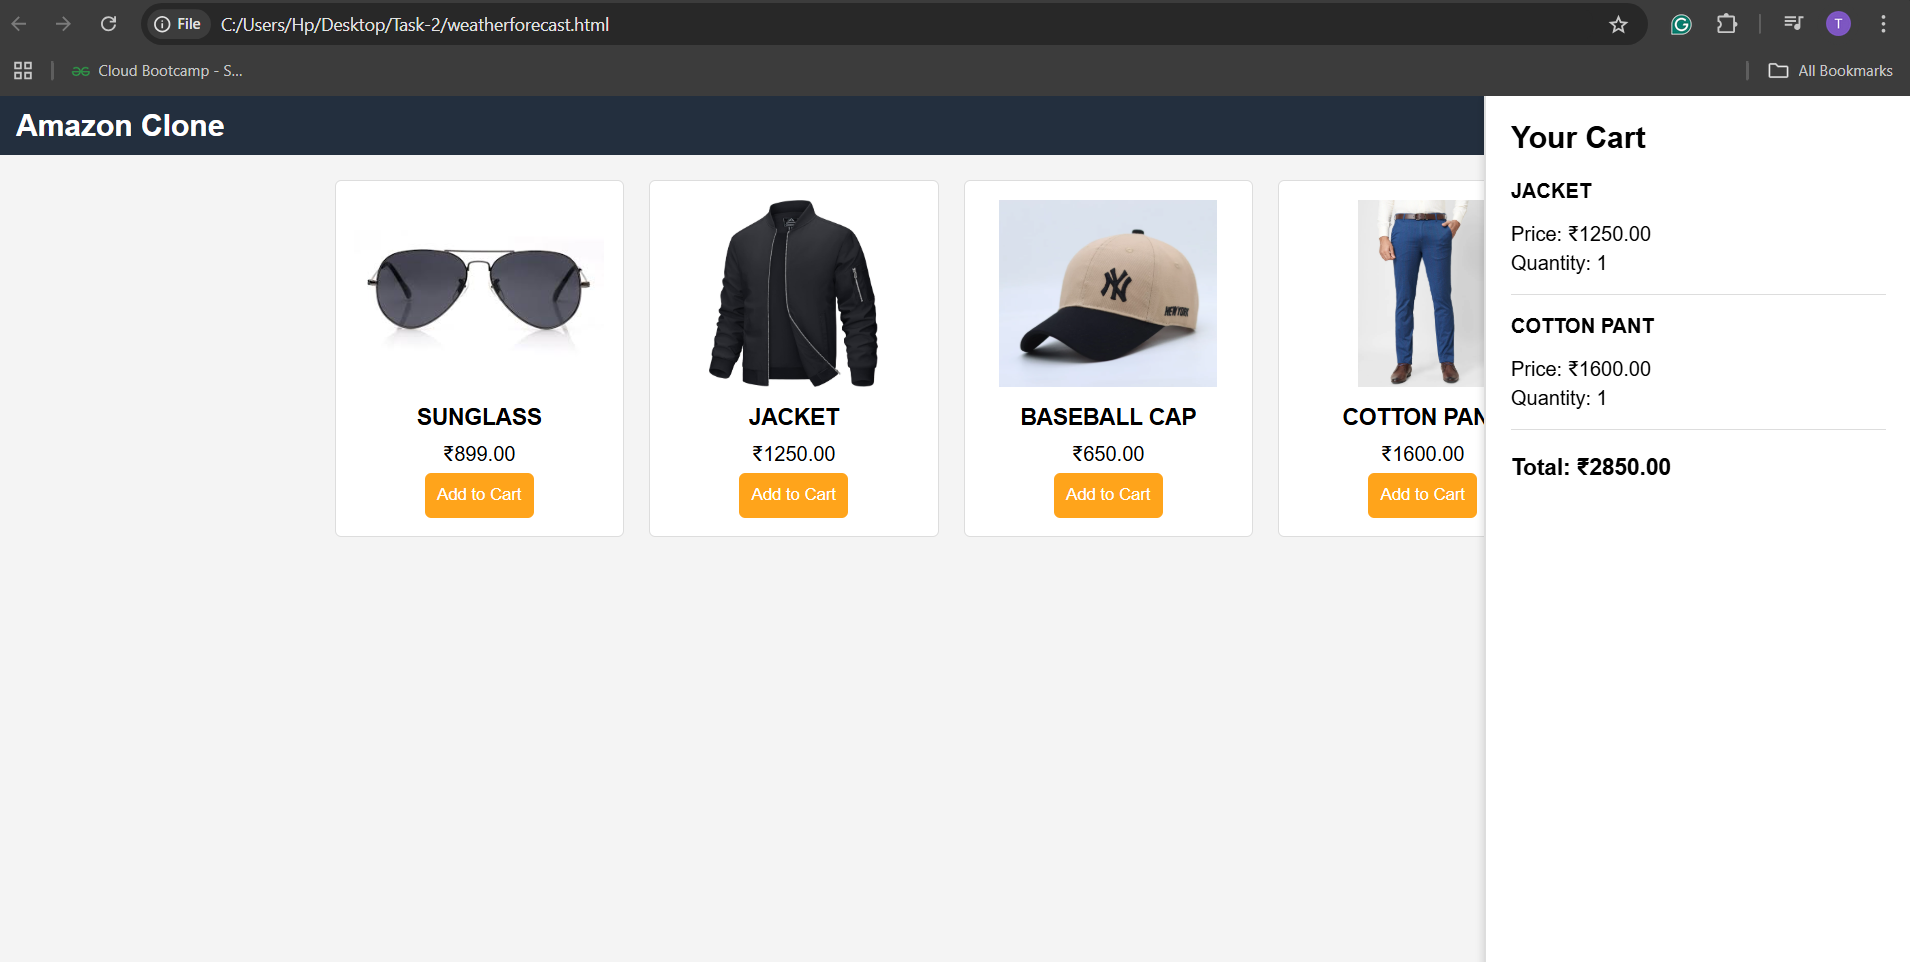 File C:/Users/Hp/Desktop/Task-2/weatherforecast.html
T
Cloud Bootcamp - S...
All Bookmarks
Amazon Clone
SUNGLASS
₹899.00
Add to Cart
JACKET
₹1250.00
Add to Cart
NY
NEW YORK
BASEBALL CAP
₹650.00
Add to Cart
COTTON PAN
₹1600.00
Add to Cart
Your Cart
JACKET
Price: ₹1250.00
Quantity: 1
COTTON PANT
Price: ₹1600.00
Quantity: 1
Total: ₹2850.00